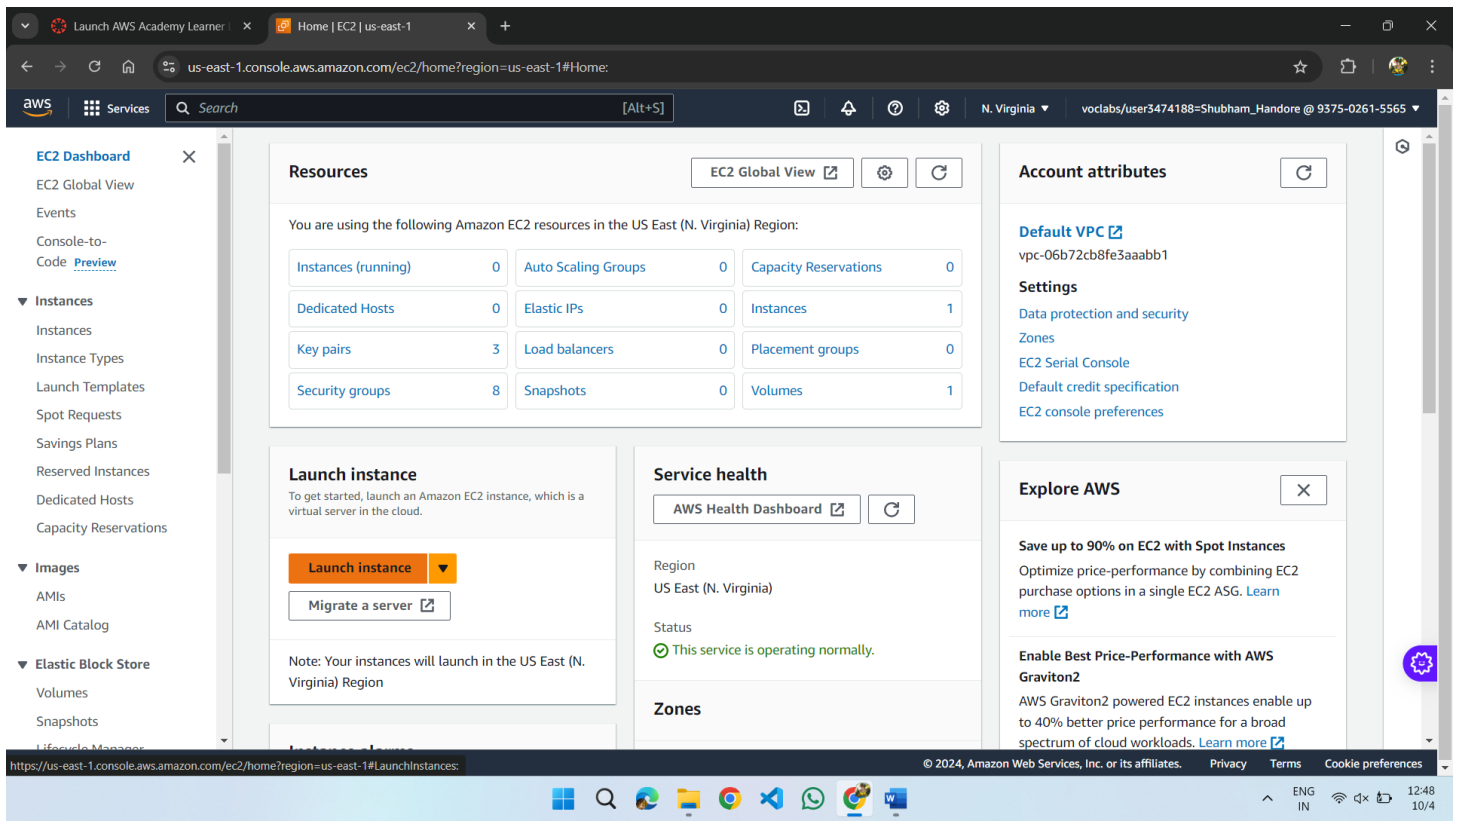 Launch AWS Academy Learner
Home | EC2 | us-east-1
us-east-1.console.aws.amazon.com/ec2/home?region=us-east-1#Home:
aws
Services
Search
[Alt+S]
N. Virginia
voclabs/user3474188=Shubham_Handore @ 9375-0261-5565
EC2 Dashboard
EC2 Global View
Events
Console-to-
Code Preview
Instances
Instances
Instance Types
Launch Templates
Spot Requests
Savings Plans
Reserved Instances
Dedicated Hosts
Capacity Reservations
Images
AMIs
AMI Catalog
Elastic Block Store
Volumes
Snapshots
Lifecycle Manager
Resources
EC2 Global View
You are using the following Amazon EC2 resources in the US East (N. Virginia) Region:
Instances (running) 0
Auto Scaling Groups 0
Capacity Reservations 0
Dedicated Hosts 0
Elastic IPs 0
Instances 1
Key pairs 3
Load balancers 0
Placement groups 0
Security groups 8
Snapshots 0
Volumes 1
Launch instance
To get started, launch an Amazon EC2 instance, which is a
virtual server in the cloud.
Launch instance
Migrate a server
Note: Your instances will launch in the US East (N.
Virginia) Region
Instance alarms
Service health
AWS Health Dashboard
Region
US East (N. Virginia)
Status
This service is operating normally.
Zones
Account attributes
Default VPC
vpc-06b72cb8fe3aaabb1
Settings
Data protection and security
Zones
EC2 Serial Console
Default credit specification
EC2 console preferences
Explore AWS
Save up to 90% on EC2 with Spot Instances
Optimize price-performance by combining EC2
purchase options in a single EC2 ASG. Learn
more
Enable Best Price-Performance with AWS
Graviton2
AWS Graviton2 powered EC2 instances enable up
to 40% better price performance for a broad
spectrum of cloud workloads. Learn more
https://us-east-1.console.aws.amazon.com/ec2/home?region=us-east-1#LaunchInstances:
© 2024, Amazon Web Services, Inc. or its affiliates.
Privacy
Terms
Cookie preferences
ENG
IN
12:48
10/4